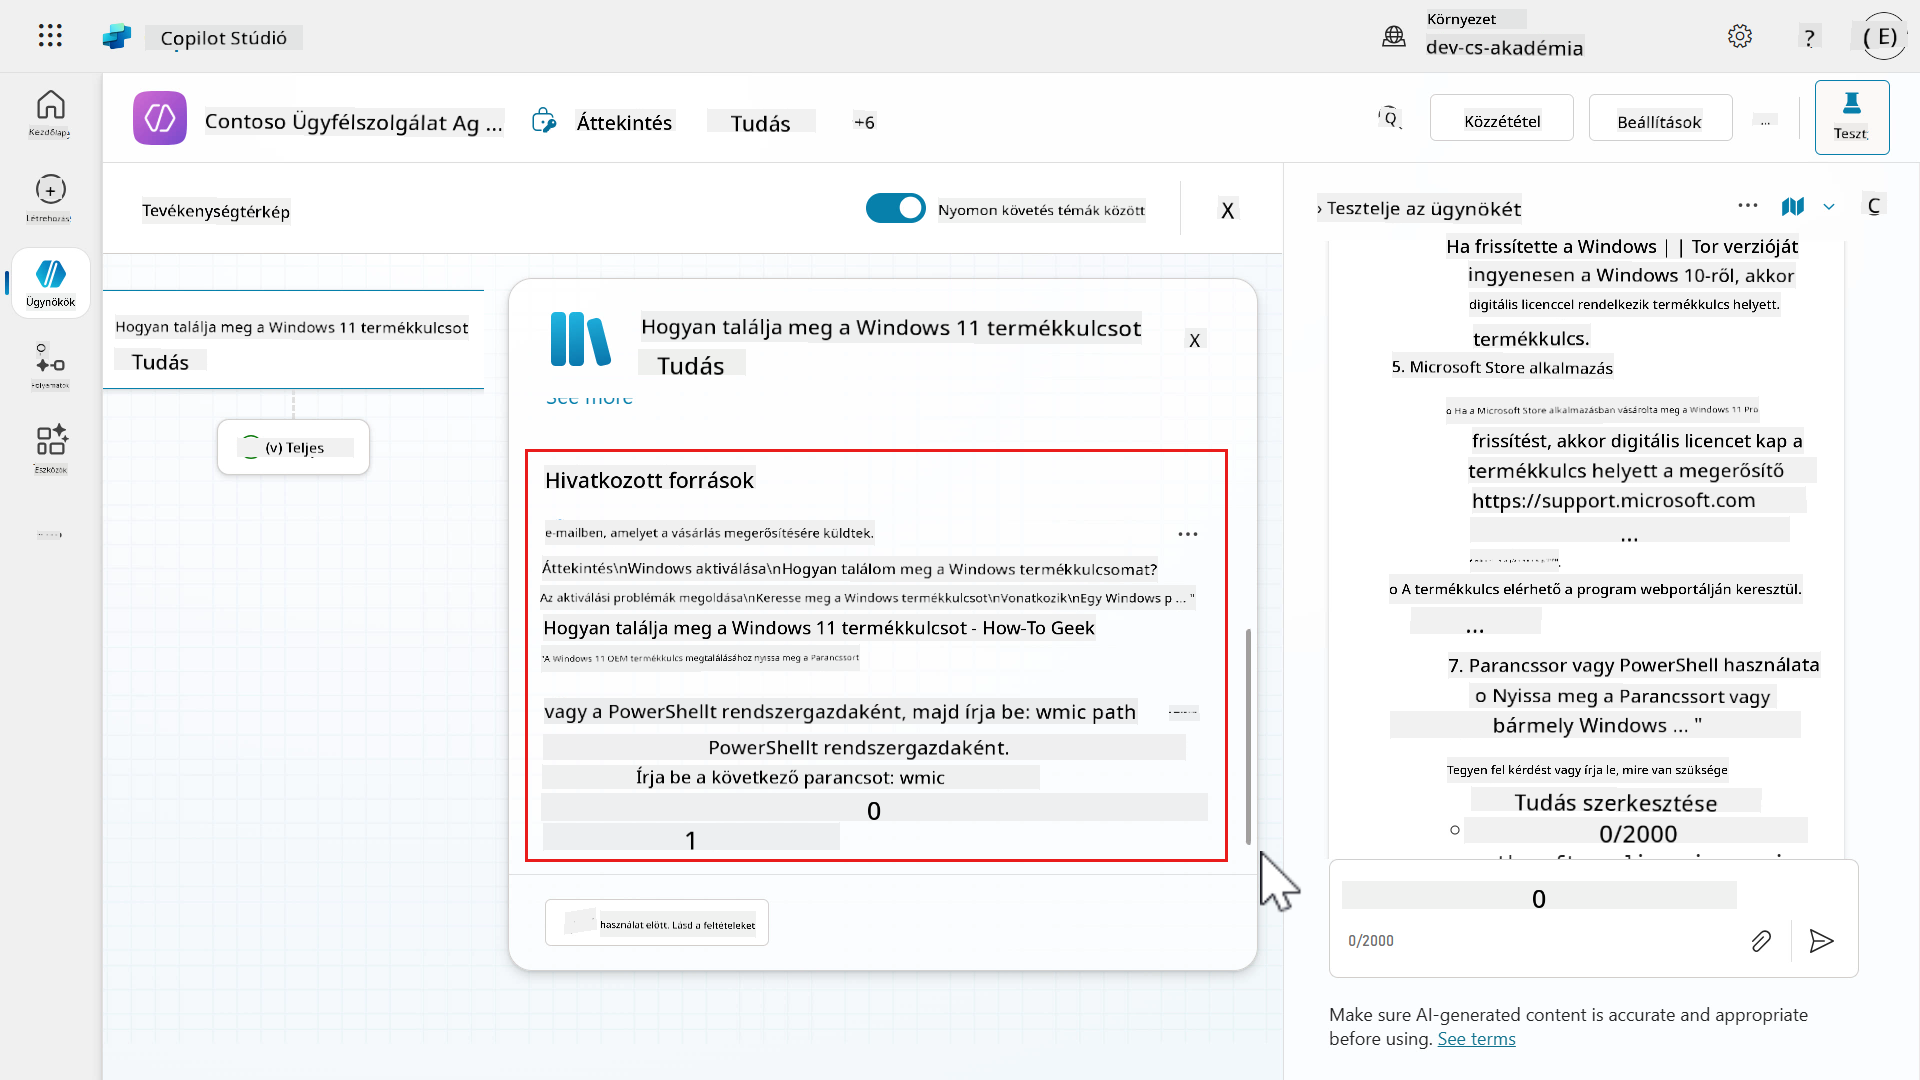 Copilot Stúdió
Környezet
dev-cs-akadémia
?
( E)
Kezdőlap
Létrehozás
Ügynökök
Folyamatok
Eszközök
Contoso Ügyfélszolgálat Ag ...
Áttekintés
Tudás
+6
Q
Közzététel
Beállítások
...
Teszt
Tevékenységtérkép
Nyomon követés témák között
X
Hogyan találja meg a Windows 11 termékkulcsot
Tudás
(v) Teljes
Hogyan találja meg a Windows 11 termékkulcsot
Tudás
X
See more
Hivatkozott források
e-mailben, amelyet a vásárlás megerősítésére küldtek.
Áttekintés\nWindows aktiválása\nHogyan találom meg a Windows termékkulcsomat?
Az aktiválási problémák megoldása\nKeresse meg a Windows termékkulcsot\nVonatkozik\nEgy Windows p ... "
Hogyan találja meg a Windows 11 termékkulcsot - How-To Geek
"A Windows 11 OEM termékkulcs megtalálásához nyissa meg a Parancssort
vagy a PowerShellt rendszergazdaként, majd írja be: wmic path
PowerShellt rendszergazdaként.
Írja be a következő parancsot: wmic
0
1
használat előtt. Lásd a feltételeket
› Tesztelje az ügynökét
C
Ha frissítette a Windows | | Tor verzióját
ingyenesen a Windows 10-ről, akkor
digitális licenccel rendelkezik termékkulcs helyett.
termékkulcs.
5. Microsoft Store alkalmazás
o Ha a Microsoft Store alkalmazásban vásárolta meg a Windows 11 Pro
frissítést, akkor digitális licencet kap a
termékkulcs helyett a megerősítő
https://support.microsoft.com
...
o A termékkulcs elérhető a program webportálján keresztül.
...
7. Parancssor vagy PowerShell használata
o Nyissa meg a Parancssort vagy
bármely Windows ... "
Tegyen fel kérdést vagy írja le, mire van szüksége
Tudás szerkesztése
0/2000
0
0/2000
Make sure AI-generated content is accurate and appropriate
before using. See terms